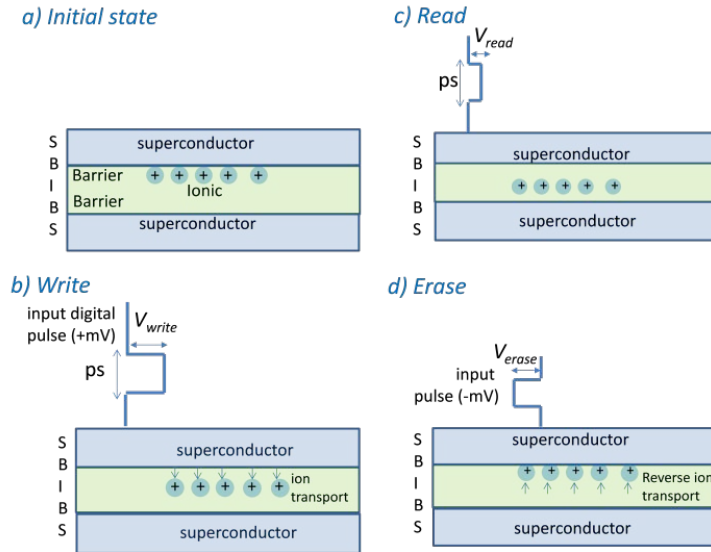 a) Initial state
S
B
I
B
S
superconductor
Barrier
+ + + + +
Ionic
Barrier
superconductor
b) Write
input digital
pulse (+mV)
Vwrite
ps
S
B
I
B
S
superconductor
+ + + + +
ion
transport
superconductor
c) Read
Vread
ps
S
B
I
B
S
superconductor
+ + + + +
superconductor
d) Erase
Verase
input
pulse (-mV)
S
B
I
B
S
superconductor
+ + + + +
Reverse ion
transport
superconductor